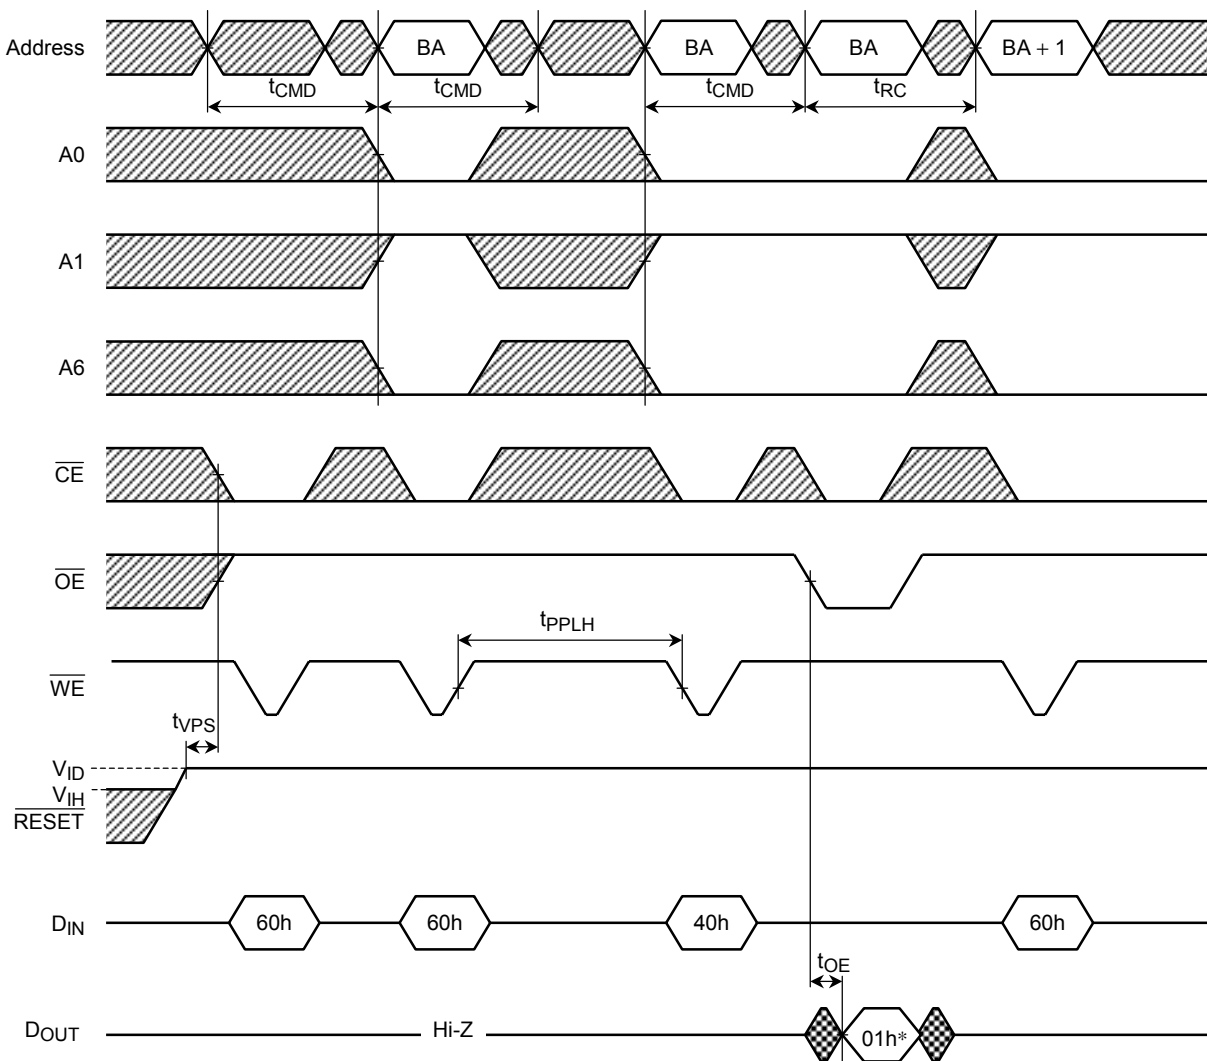 Address BA BA BA BA + 1
tCMD tCMD tCMD tRC
A0
A1
A6
CE
OE
tPPLH
WE
tVPS
VID
VIH
RESET
DIN 60h 60h 40h 60h
tOE
DOUT Hi-Z 01h*